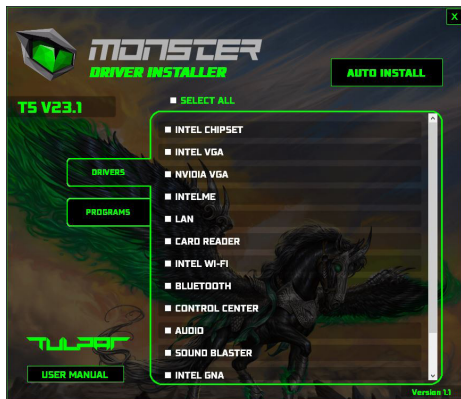 X
MONSTER
DRIVER INSTALLER
AUTO INSTALL
T5 V23.1
SELECT ALL
INTEL CHIPSET
INTEL VGA
DRIVERS
NVIDIA VGA
INTELME
PROGRAMS
LAN
CARD READER
INTEL WI-FI
BLUETOOTH
CONTROL CENTER
AUDIO
TULPAR
SOUND BLASTER
USER MANUAL
INTEL GNA
Version 1.1